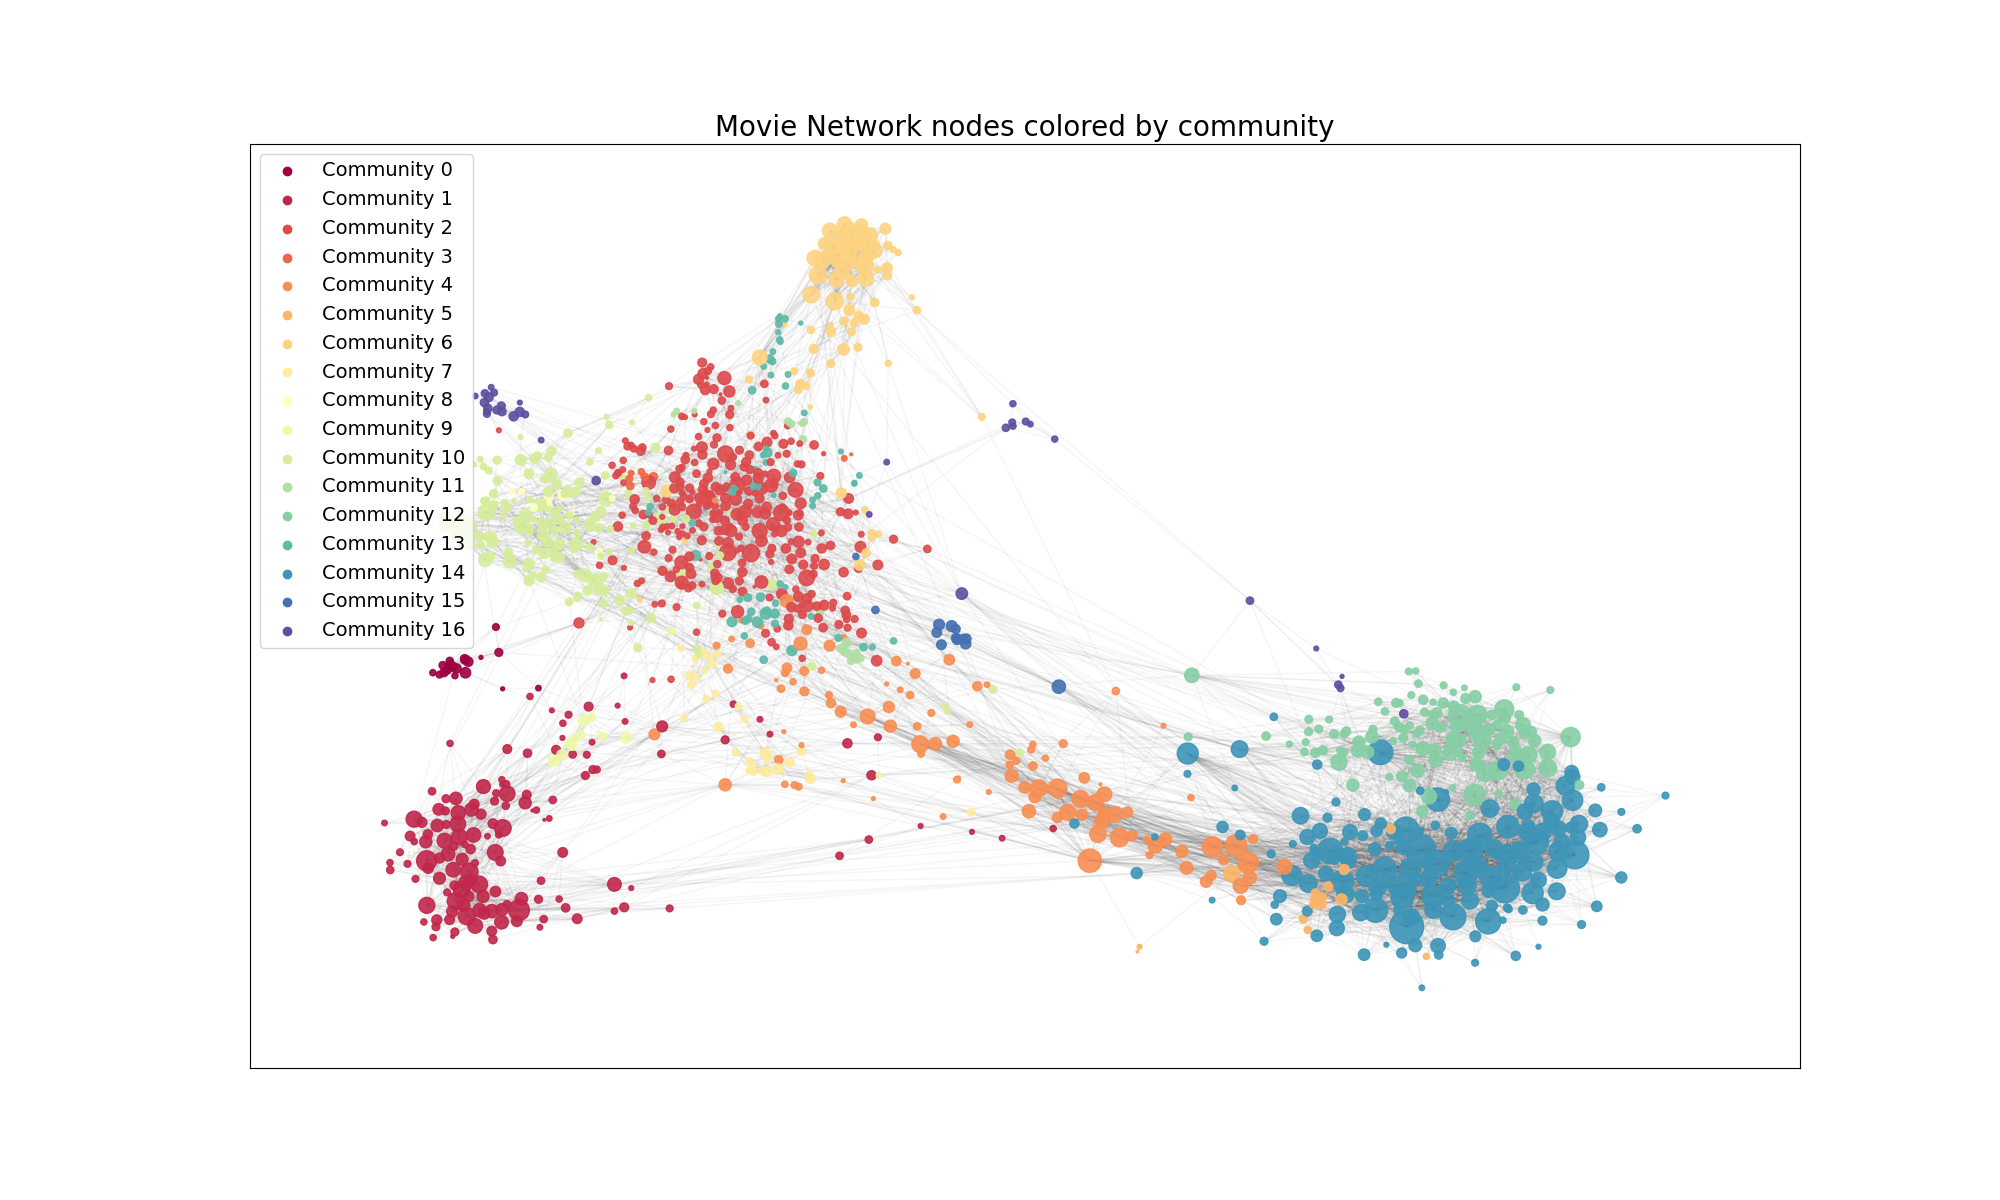 Movie Network nodes colored by community
Community 0
Community 1
Community 2
Community 3
Community 4
Community 5
Community 6
Community 7
Community 8
Community 9
Community 10
Community 11
Community 12
Community 13
Community 14
Community 15
Community 16